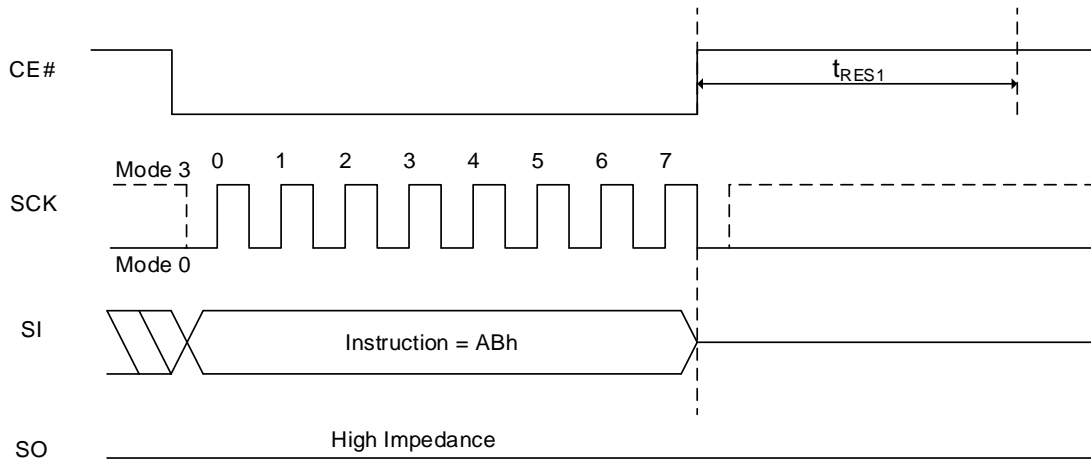 CE#
tRES1
Mode 3 0 1 2 3 4 5 6 7
SCK
Mode 0
SI
Instruction = ABh
High Impedance
SO